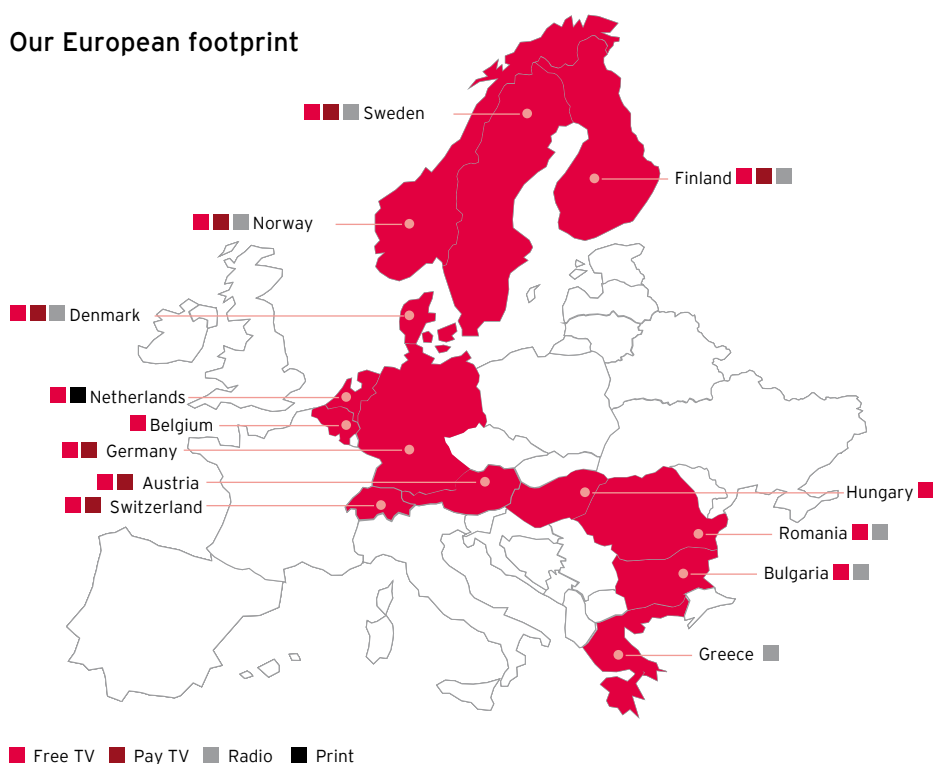 Our European footprint
Sweden
Finland
Norway
Denmark
Netherlands
Belgium
Germany
Austria
Switzerland
Hungary
Romania
Bulgaria
Greece
Free TV Pay TV Radio Print